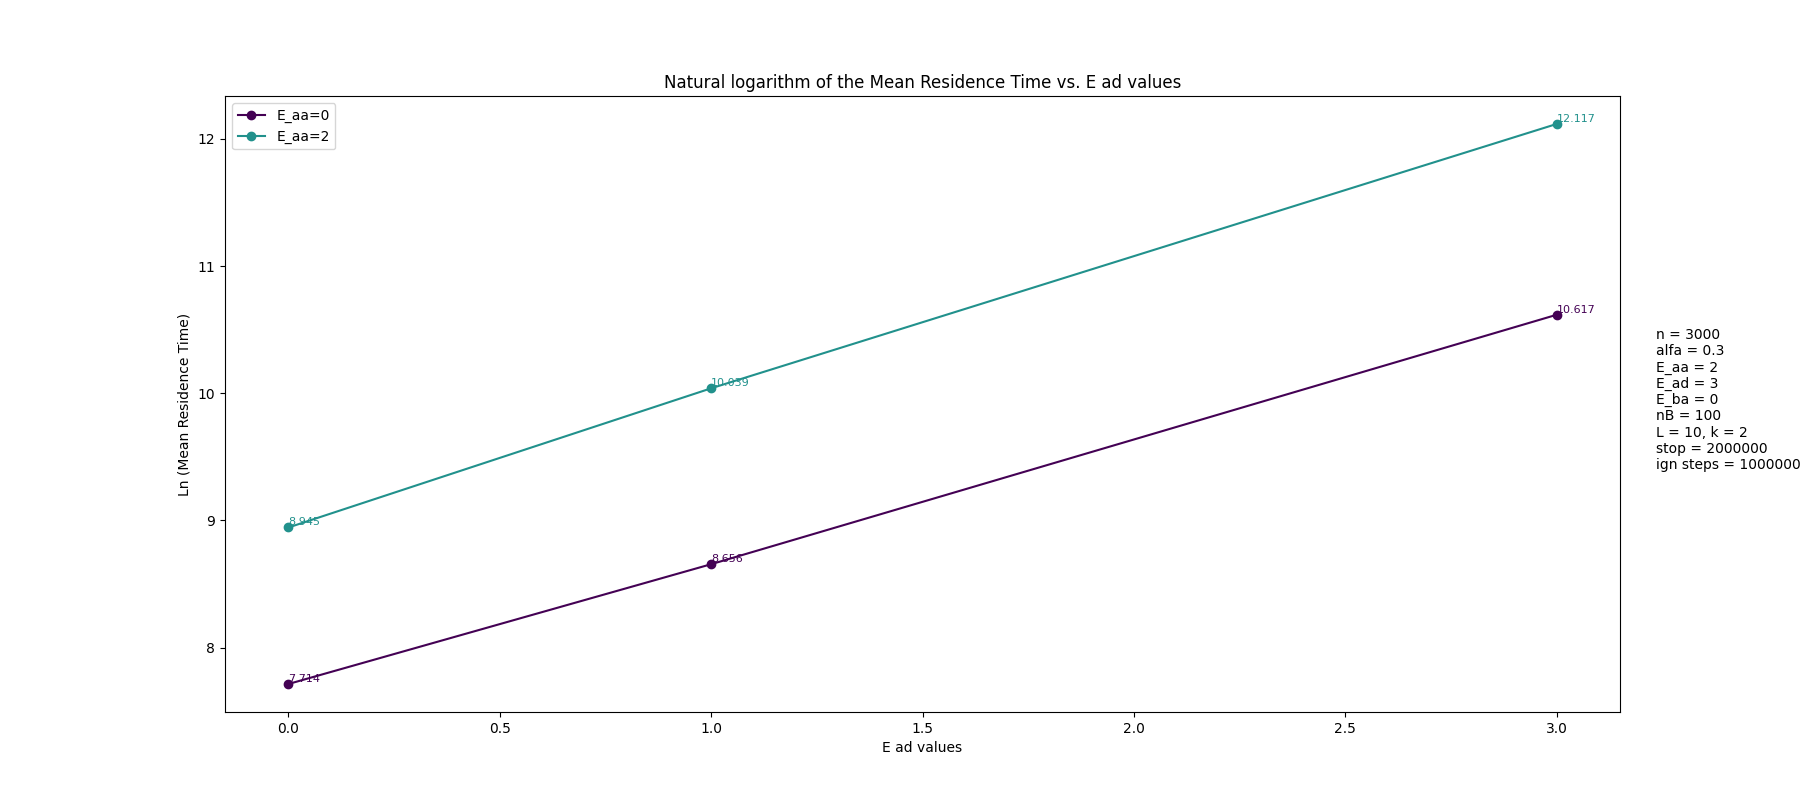 Natural logarithm of the Mean Residence Time vs. E ad values
E_aa=0
E_aa=2
12.117
10.617
10.039
8.945
8.656
7.714
12
11
10
9
8
Ln (Mean Residence Time)
0.0
0.5
1.0
1.5
2.0
2.5
3.0
E ad values
n = 3000
alfa = 0.3
E_aa = 2
E_ad = 3
E_ba = 0
nB = 100
L = 10, k = 2
stop = 2000000
ign steps = 1000000